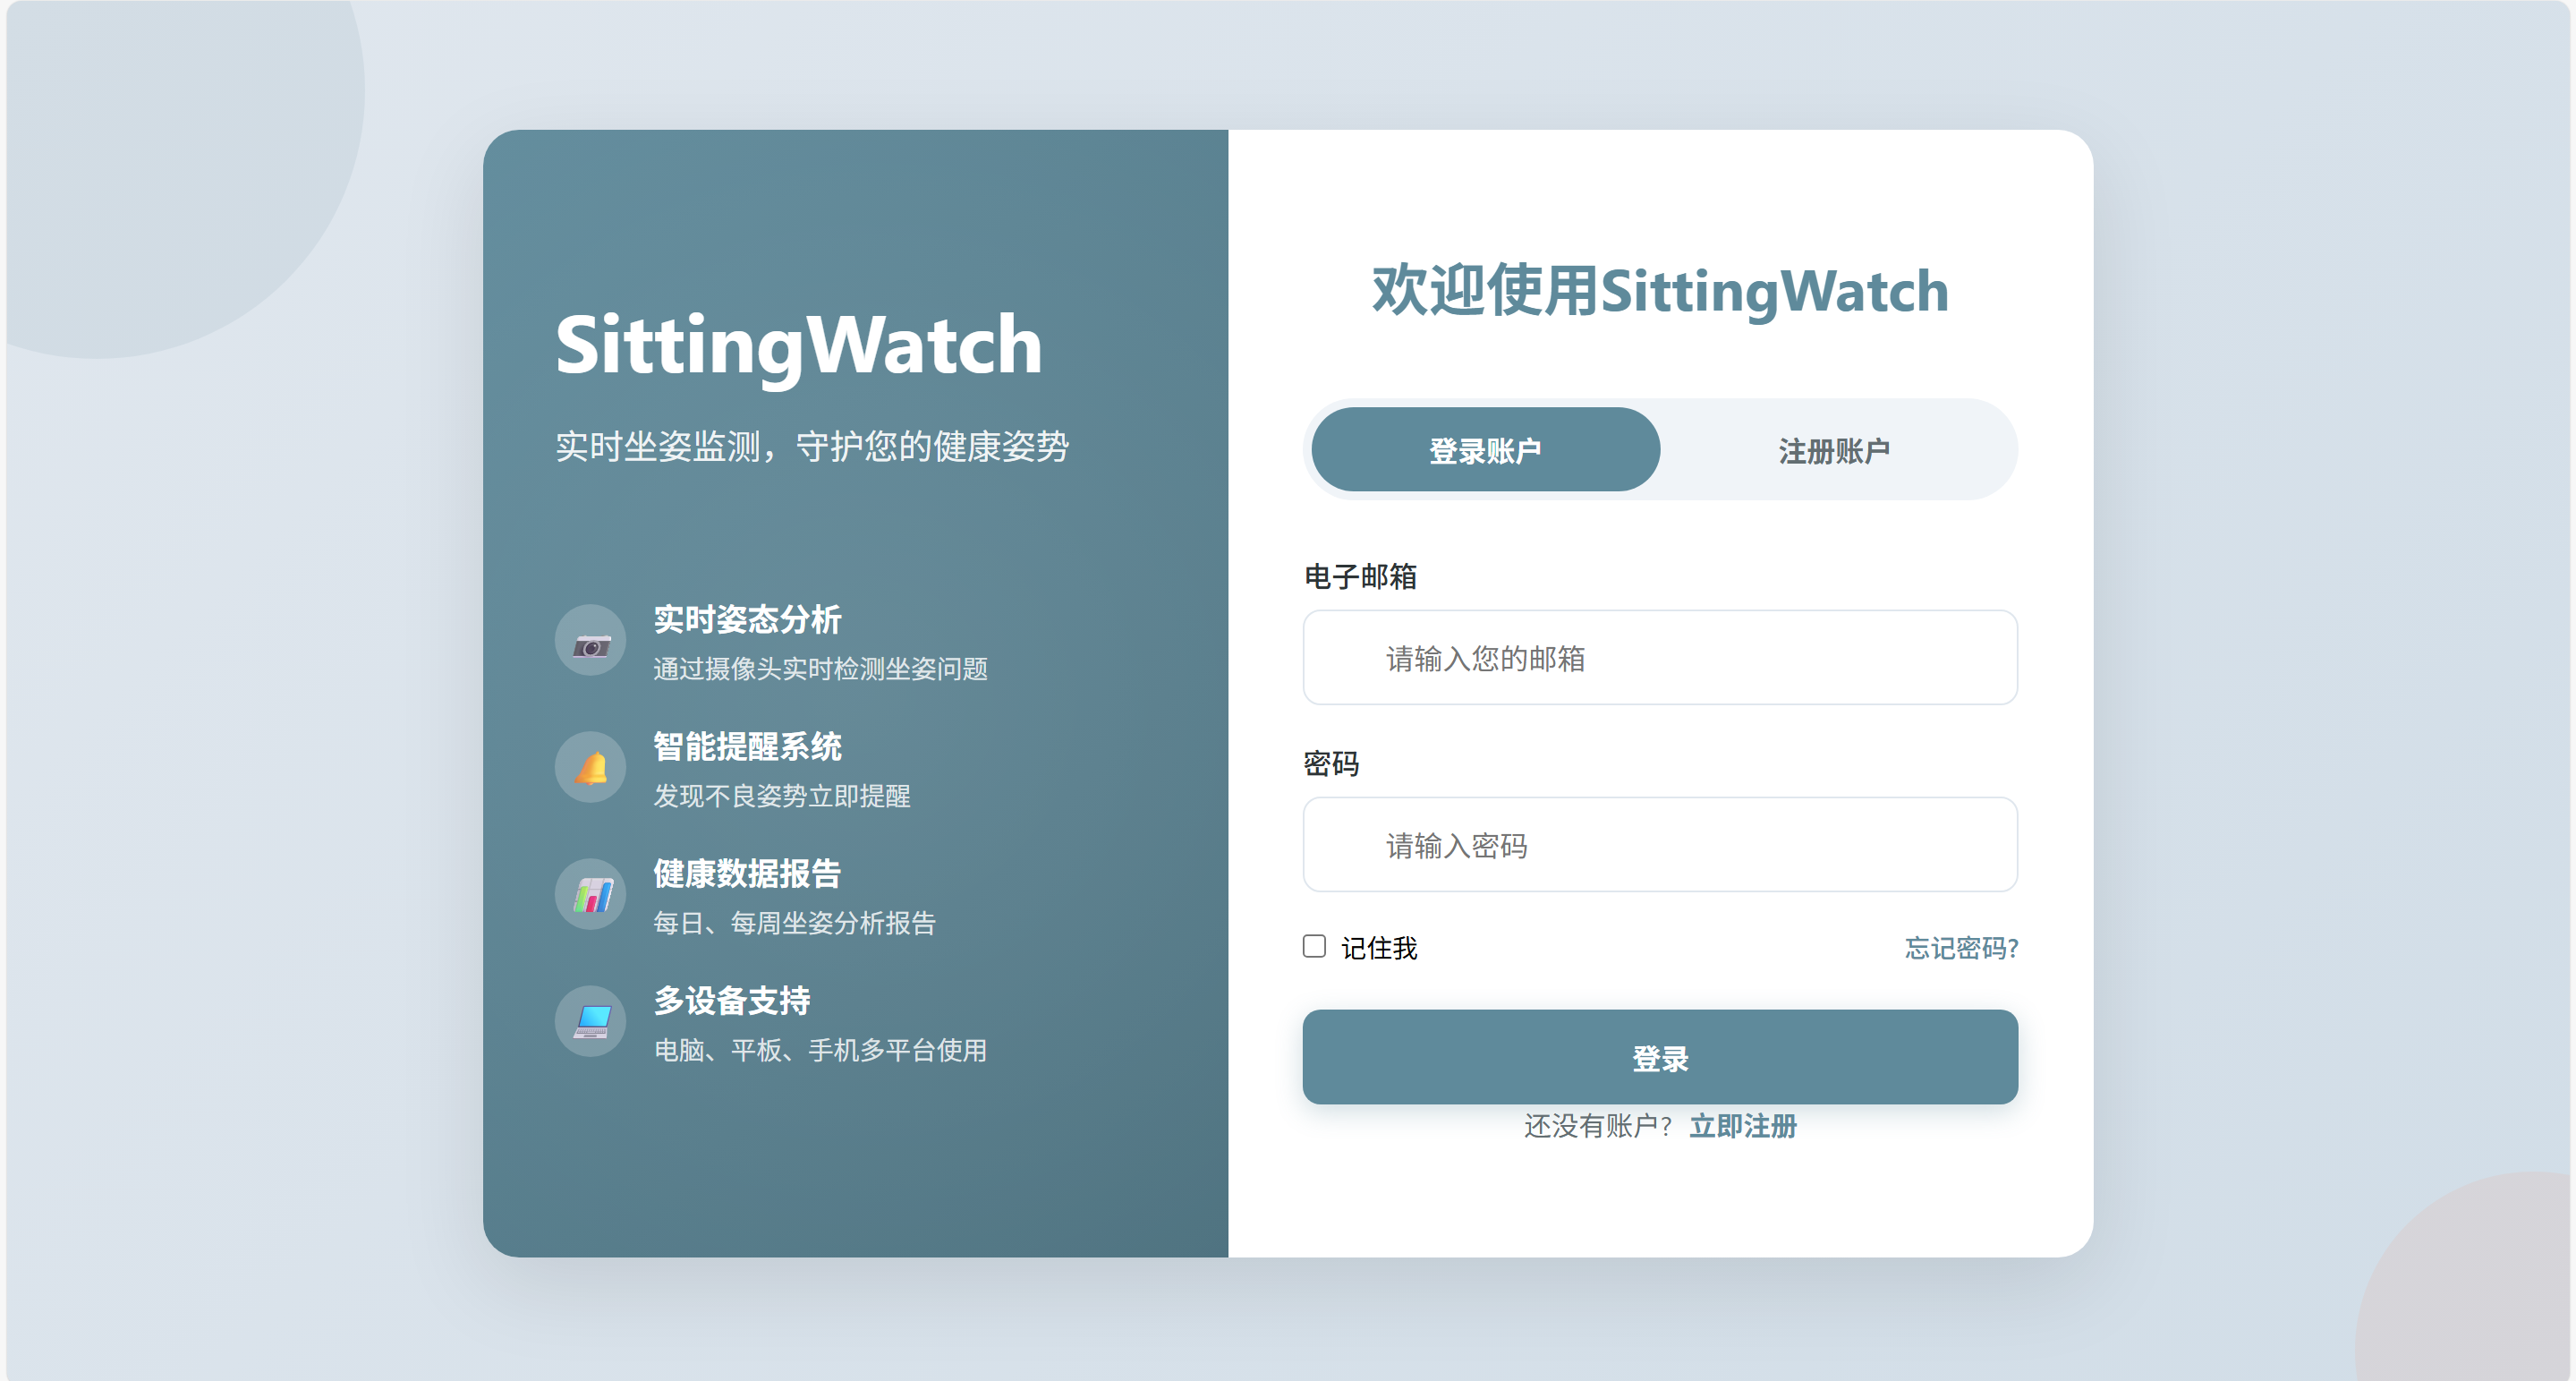 SittingWatch
实时坐姿监测，守护您的健康姿势
实时姿态分析
通过摄像头实时检测坐姿问题
智能提醒系统
发现不良姿势立即提醒
健康数据报告
每日、每周坐姿分析报告
多设备支持
电脑、平板、手机多平台使用
欢迎使用SittingWatch
登录账户 注册账户
电子邮箱
请输入您的邮箱
密码
请输入密码
记住我 忘记密码?
登录
还没有账户? 立即注册